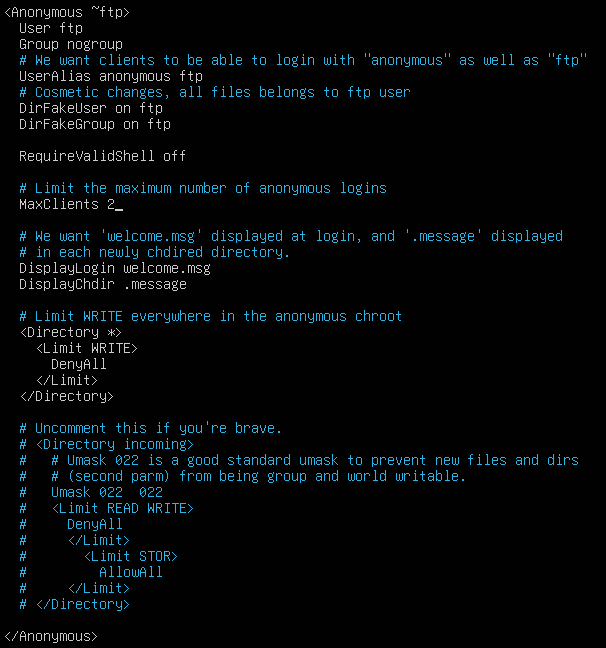 <Anonymous ~ftp>
  User ftp
  Group nogroup
  # We want clients to be able to login with "anonymous" as well as "ftp"
  UserAlias anonymous ftp
  # Cosmetic changes, all files belongs to ftp user
  DirFakeUser on ftp
  DirFakeGroup on ftp

  RequireValidShell off

  # Limit the maximum number of anonymous logins
  MaxClients 2_

  # We want 'welcome.msg' displayed at login, and '.message' displayed
  # in each newly chdired directory.
  DisplayLogin welcome.msg
  DisplayChdir .message

  # Limit WRITE everywhere in the anonymous chroot
  <Directory *>
    <Limit WRITE>
      DenyAll
    </Limit>
  </Directory>

  # Uncomment this if you're brave.
  # <Directory incoming>
  #   # Umask 022 is a good standard umask to prevent new files and dirs
  #   # (second parm) from being group and world writable.
  #   Umask 022  022
  #   <Limit READ WRITE>
  #     DenyAll
  #     </Limit>
  #       <Limit STOR>
  #         AllowAll
  #     </Limit>
  # </Directory>

</Anonymous>